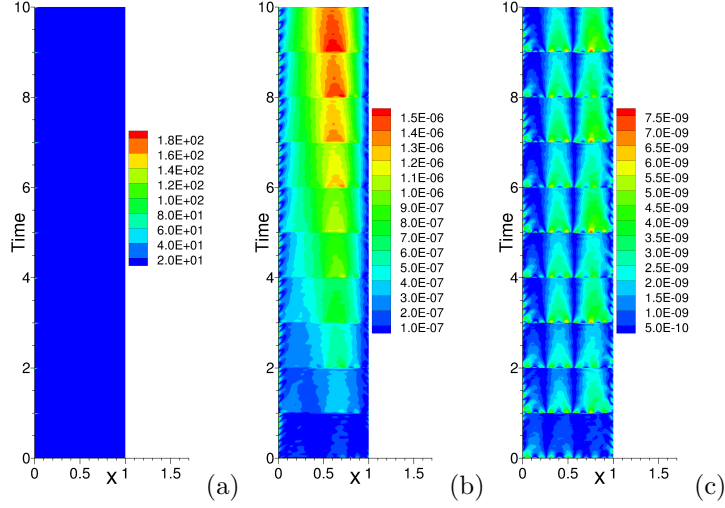 10
8
6
4
2
0
Time
0
0.5
1
1.5
x
1.8E+02
1.6E+02
1.4E+02
1.2E+02
1.0E+02
8.0E+01
6.0E+01
4.0E+01
2.0E+01
(a)
10
8
6
4
2
0
Time
0
0.5
1
1.5
x
1.5E-06
1.4E-06
1.3E-06
1.2E-06
1.1E-06
1.0E-06
9.0E-07
8.0E-07
7.0E-07
6.0E-07
5.0E-07
4.0E-07
3.0E-07
2.0E-07
1.0E-07
(b)
10
8
6
4
2
0
Time
0
0.5
1
1.5
x
7.5E-09
7.0E-09
6.5E-09
6.0E-09
5.5E-09
5.0E-09
4.5E-09
4.0E-09
3.5E-09
3.0E-09
2.5E-09
2.0E-09
1.5E-09
1.0E-09
5.0E-10
(c)